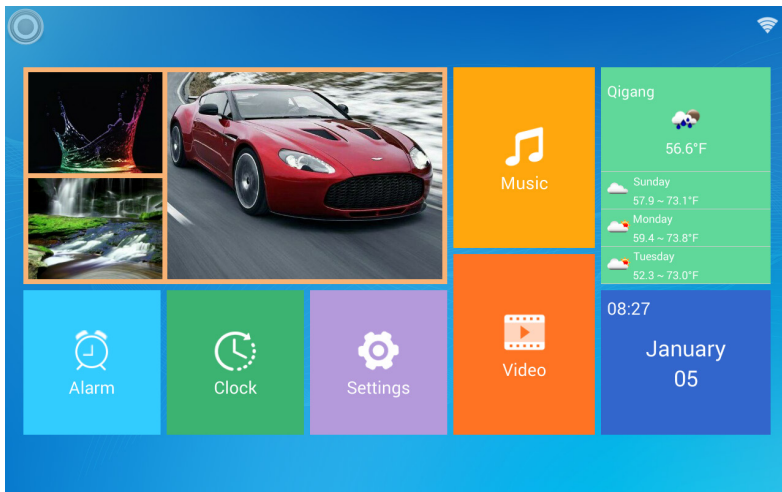 Music
Qigang
56.6°F
Sunday
57.9 ~ 73.1°F
Monday
59.4 ~ 73.8°F
Tuesday
52.3 ~ 73.0°F
Alarm
Clock
Settings
Video
08:27
January
05